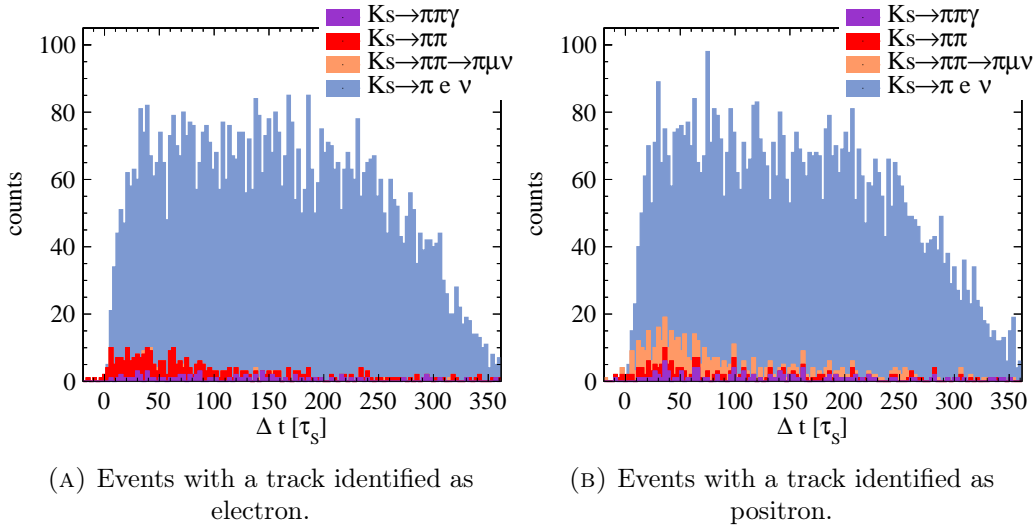 Ks→ππγ
Ks→ππ
Ks→ππ→πμν
Ks→π e ν
100
80
60
40
20
0
counts
0 50 100 150 200 250 300 350
Δ t [τS]
(A) Events with a track identified as
electron.
Ks→ππγ
Ks→ππ
Ks→ππ→πμν
Ks→π e ν
100
80
60
40
20
0
counts
0 50 100 150 200 250 300 350
Δ t [τS]
(B) Events with a track identified as
positron.